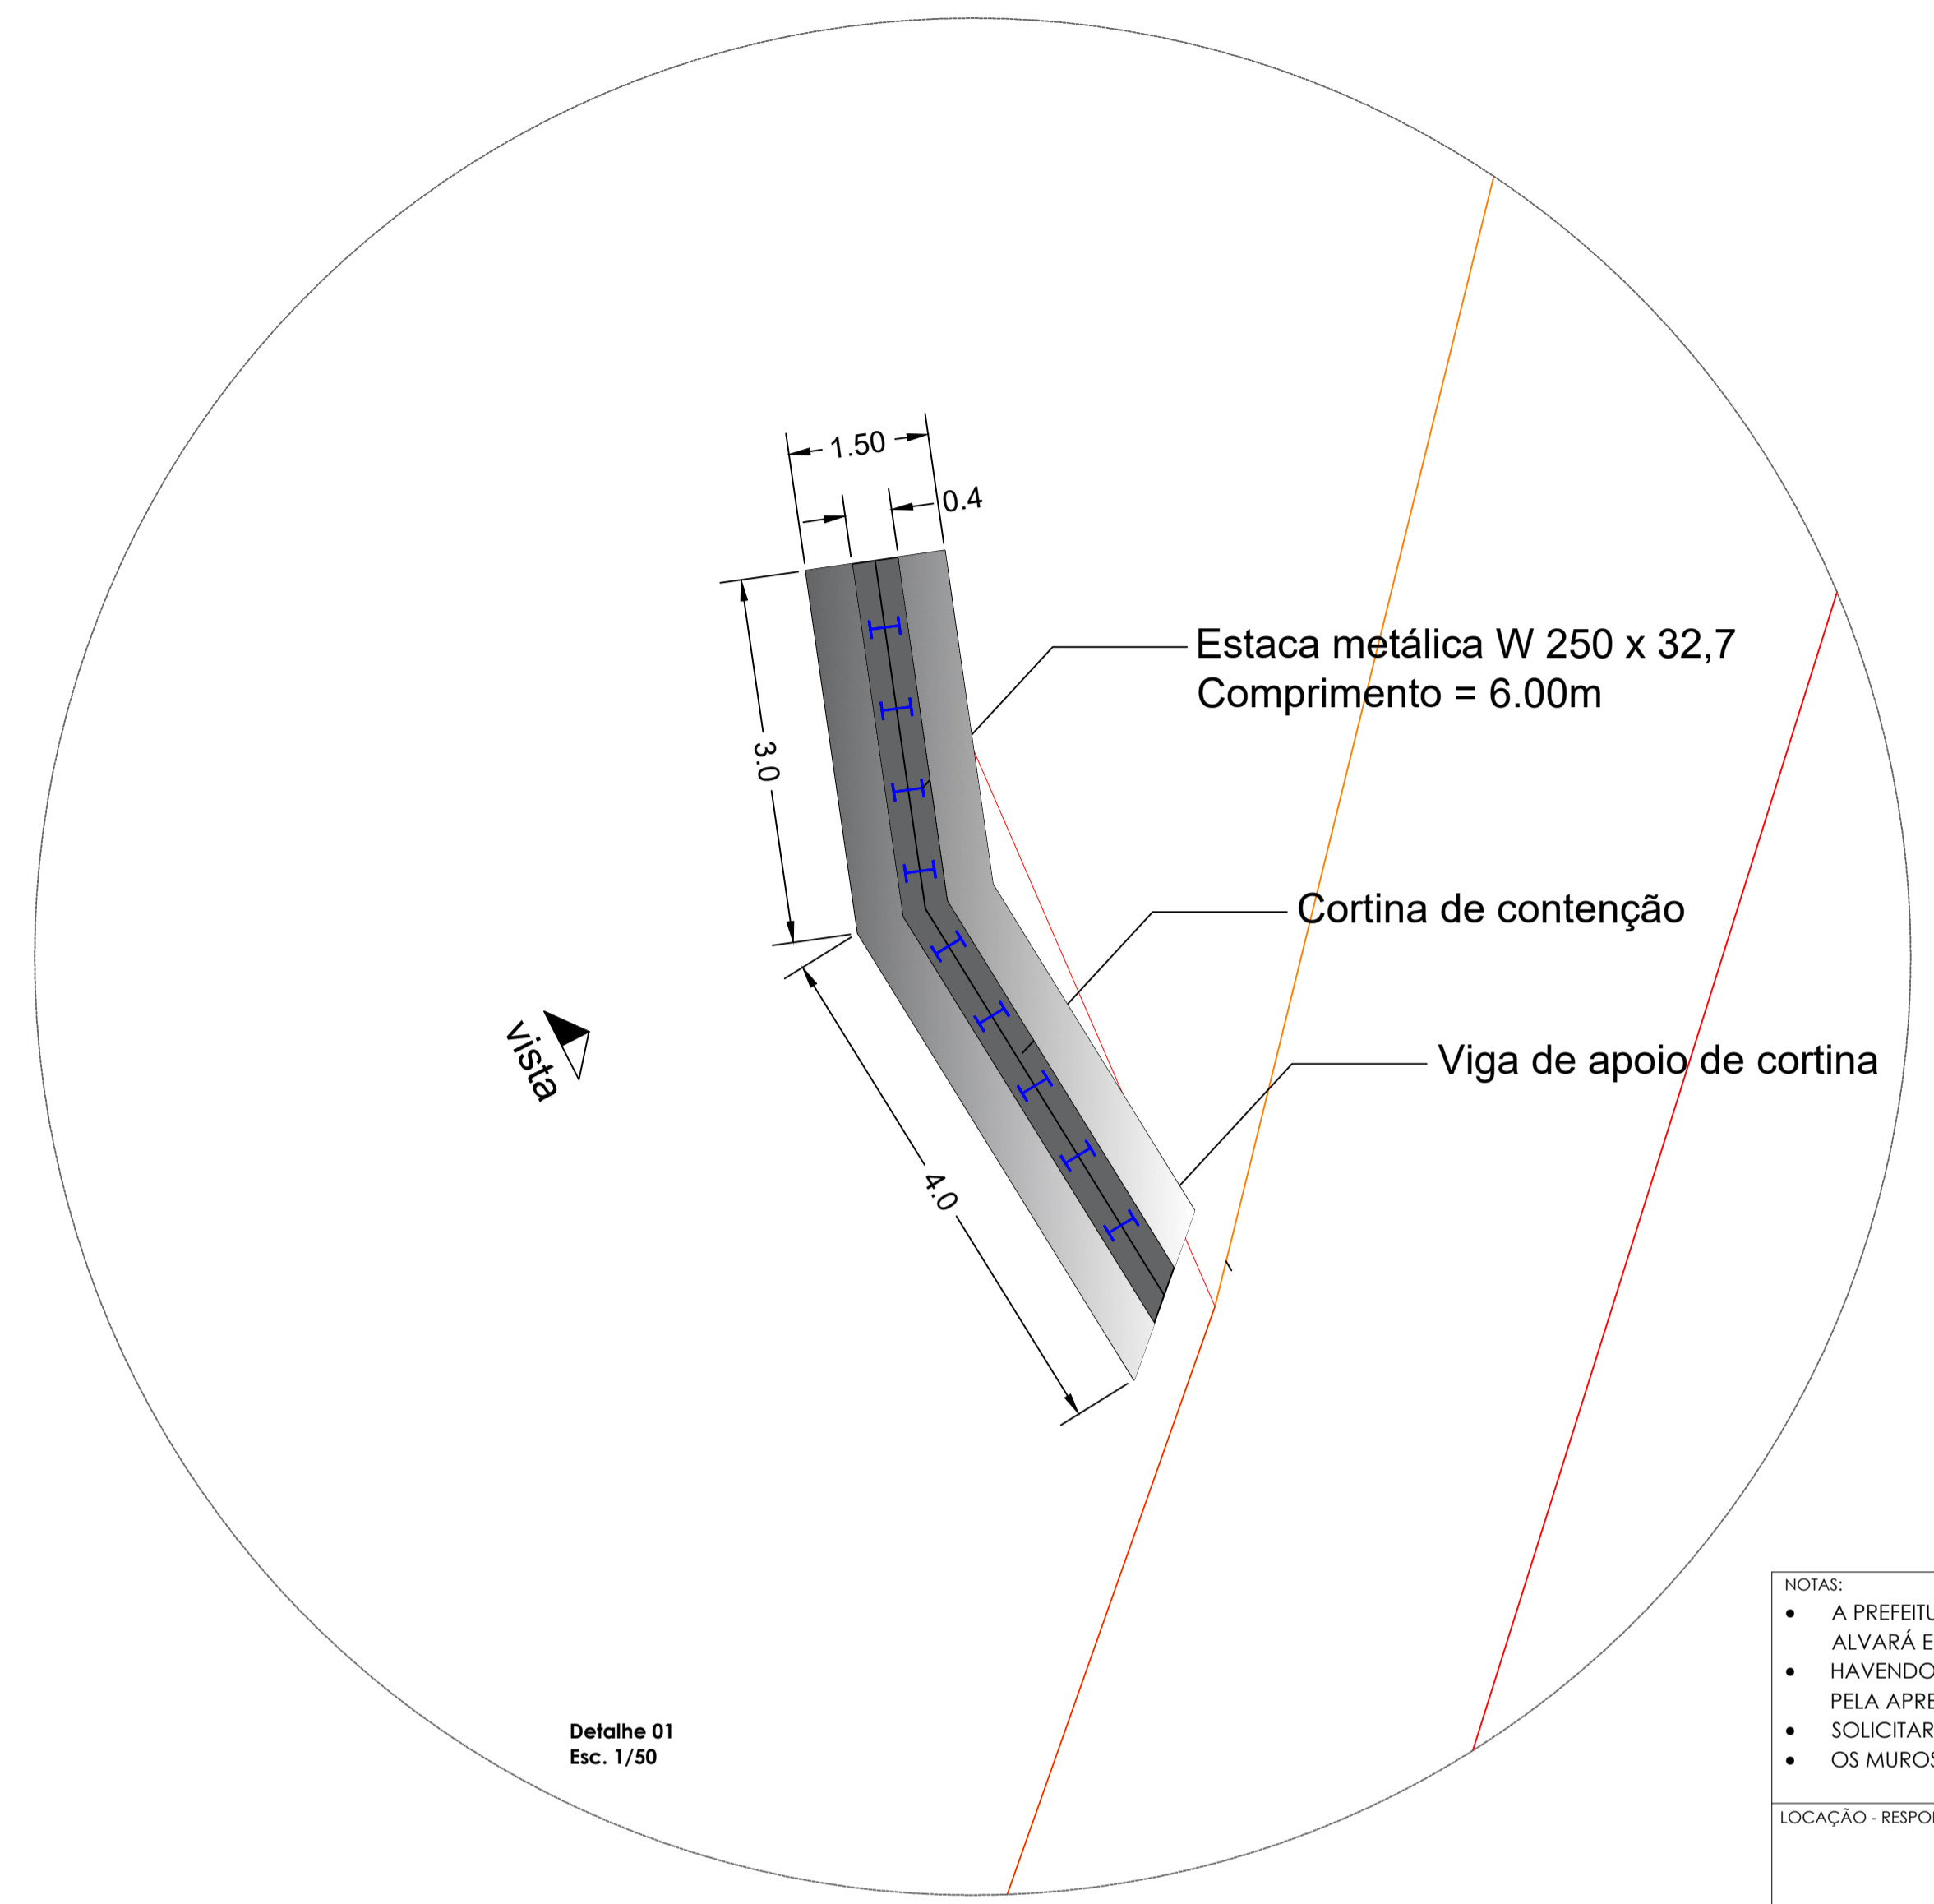 1.50
0.4
Estaca metálica W 250 x 32,7
Comprimento = 6.00m
3.0
Cortina de contenção
vista
Viga de apoio de cortina
4.0
NOTAS:
• A PREFEITU
ALVARÁ E
• HAVENDO
PELA APRE
• SOLICITAR
• OS MUROS
Detalhe 01
Esc. 1/50
LOCAÇÃO - RESPO